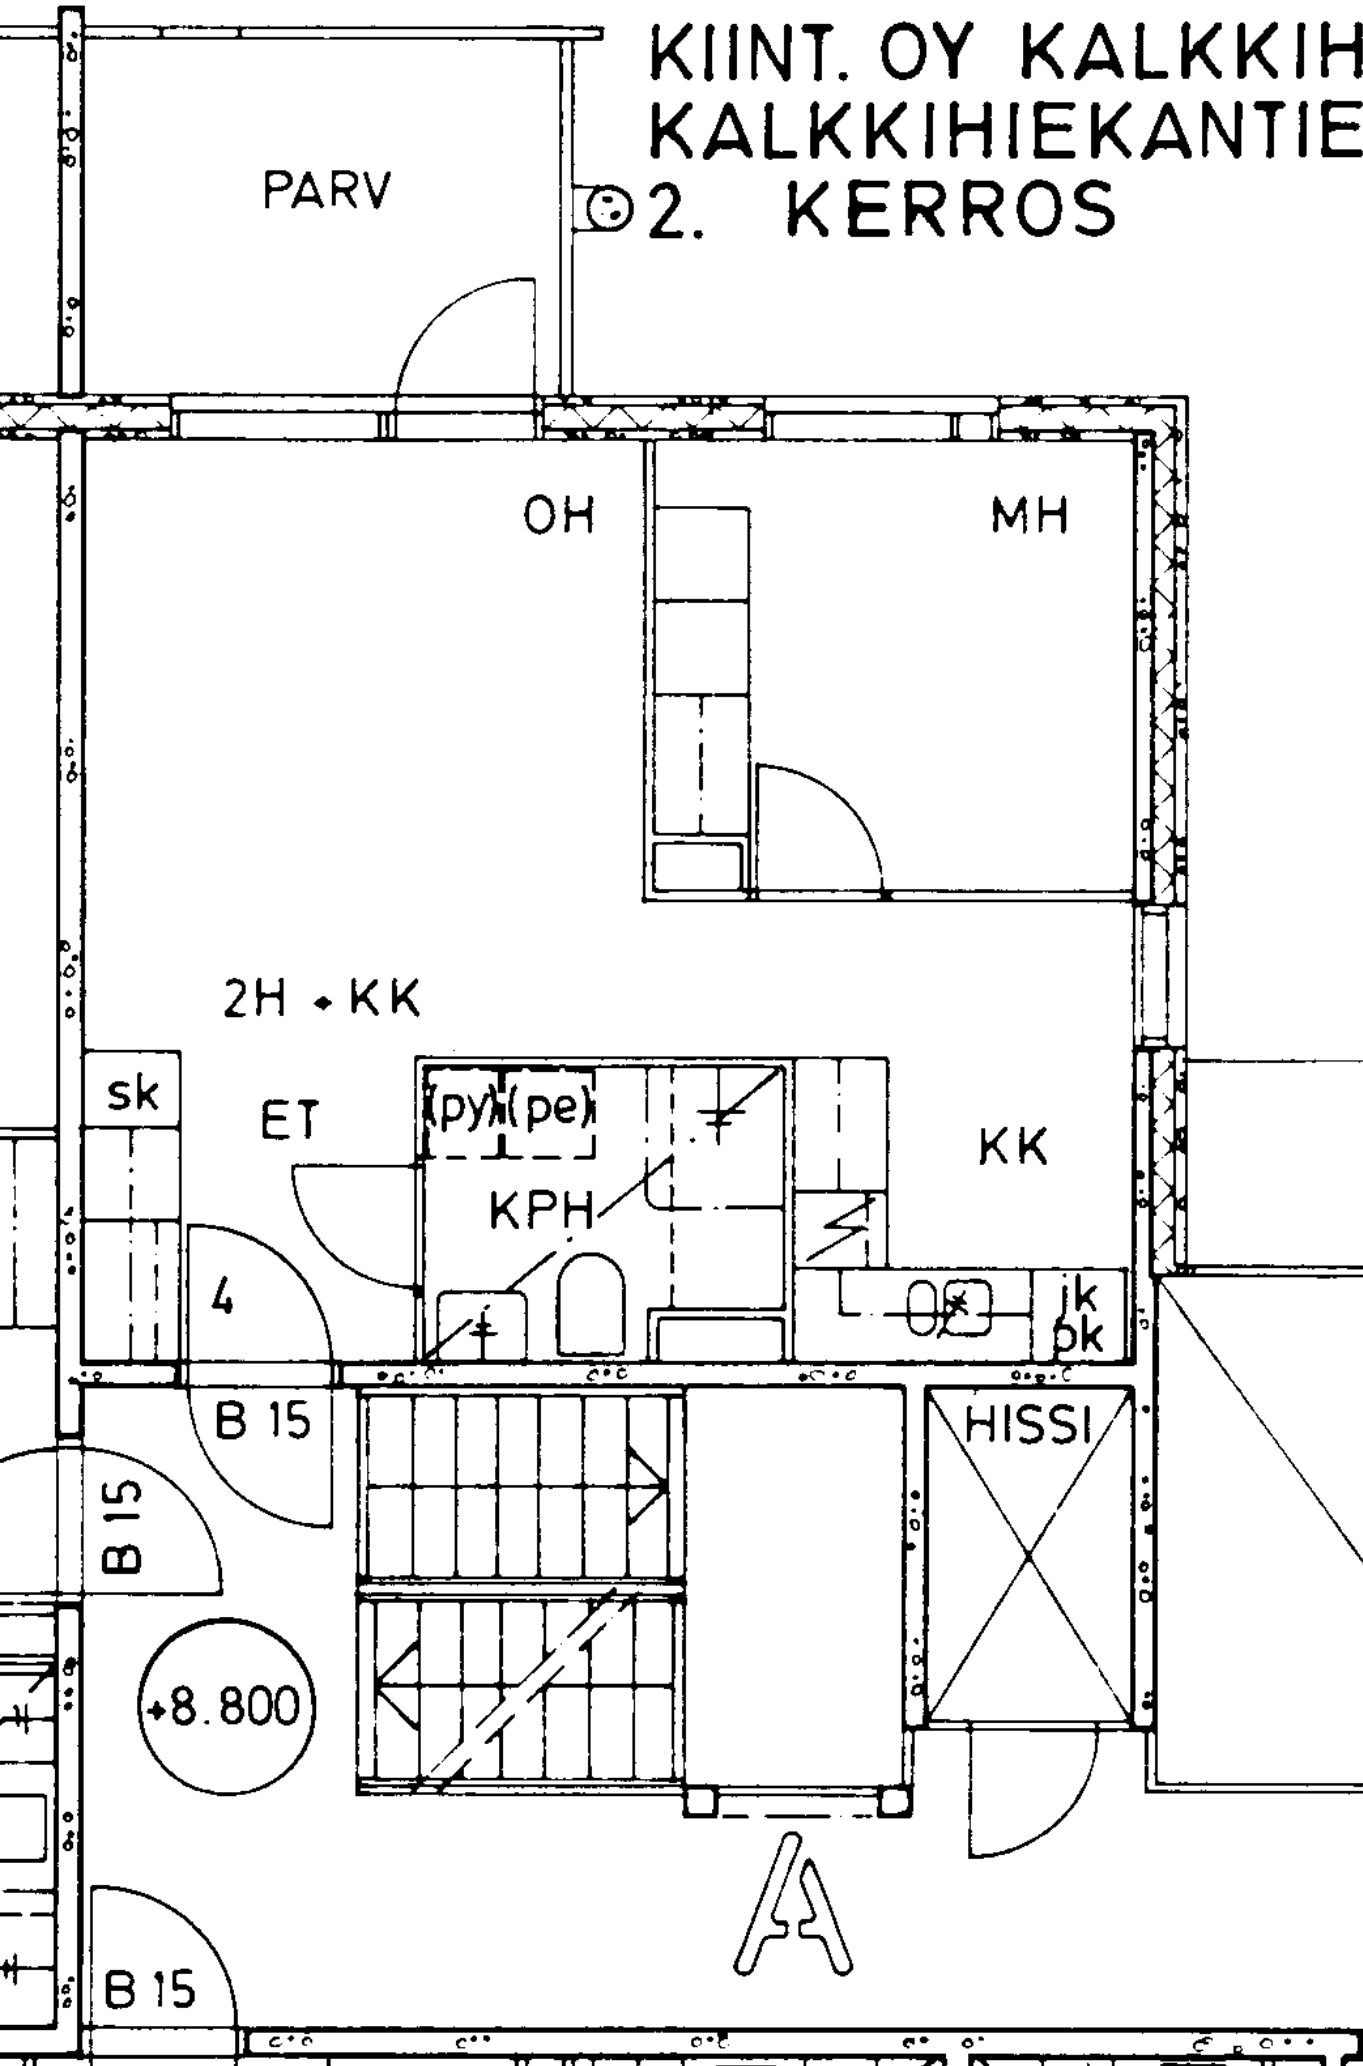 KIINT. OY KALKKIH
KALKKIHIEKANTIE
2. KERROS
PARV
OH
MH
2H + KK
sk
ET
(py)
(pe)
KK
KPH
4
jk
pk
B 15
HISSI
B 15
+8.800
A
B 15